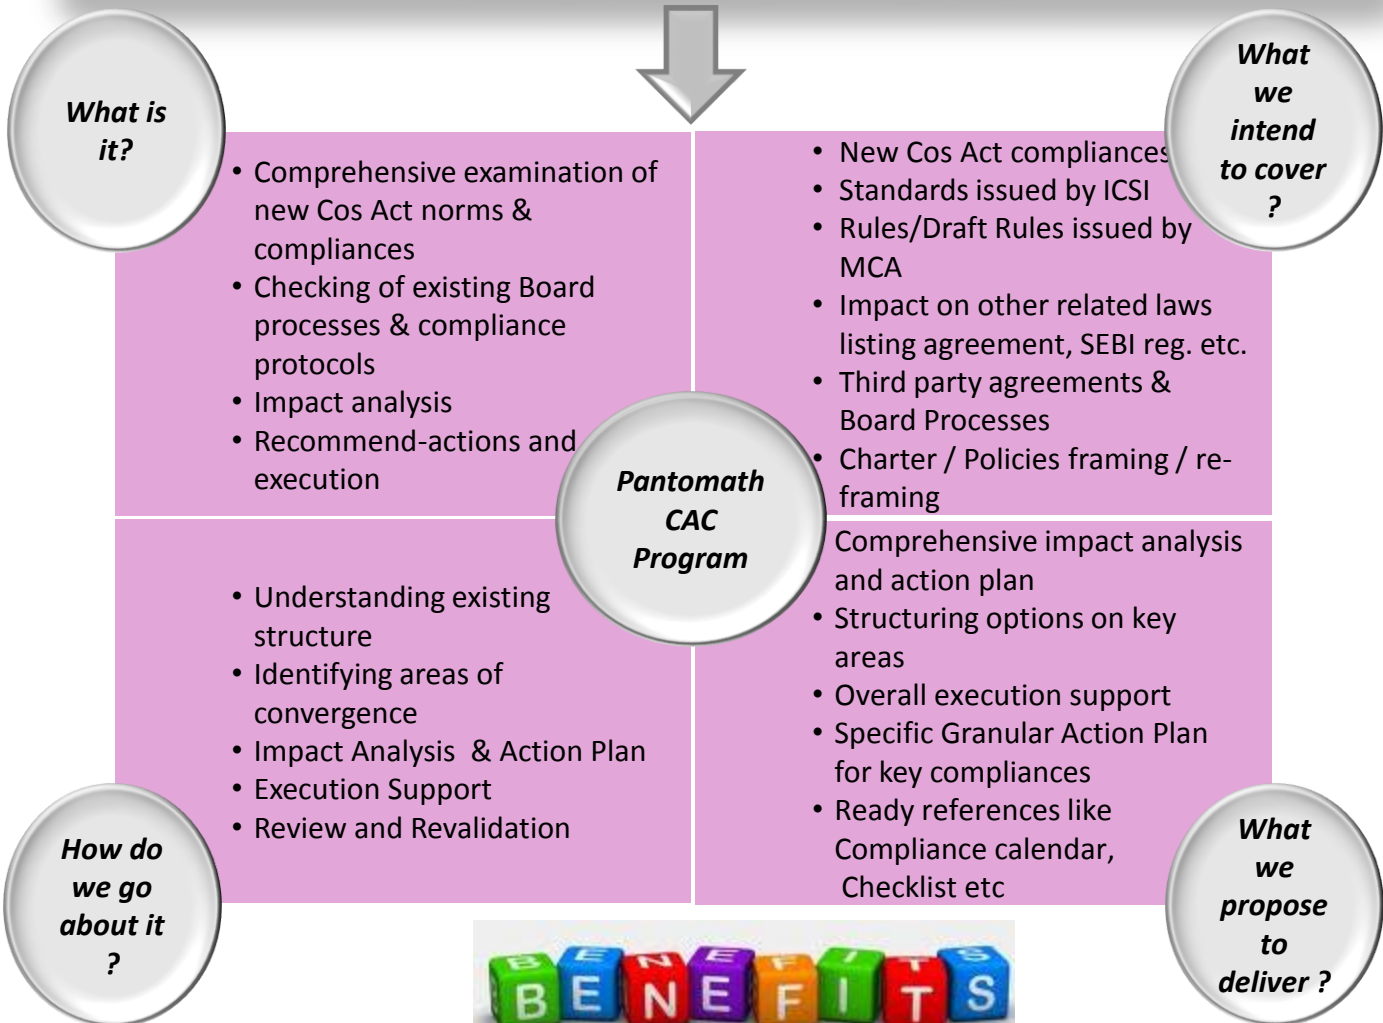 What is
it?
• Comprehensive examination of
new Cos Act norms &
compliances
• Checking of existing Board
processes & compliance
protocols
• Impact analysis
• Recommend-actions and
execution
What
we
intend
to cover
?
• New Cos Act compliances
• Standards issued by ICSI
• Rules/Draft Rules issued by
MCA
• Impact on other related laws
listing agreement, SEBI reg. etc.
• Third party agreements &
Board Processes
• Charter / Policies framing / re-
framing
Pantomath
CAC
Program
How do
we go
about it
?
• Understanding existing
structure
• Identifying areas of
convergence
• Impact Analysis & Action Plan
• Execution Support
• Review and Revalidation
What
we
propose
to
deliver ?
Comprehensive impact analysis
and action plan
• Structuring options on key
areas
• Overall execution support
• Specific Granular Action Plan
for key compliances
• Ready references like
Compliance calendar,
Checklist etc
BENEFITS
BENEFITS